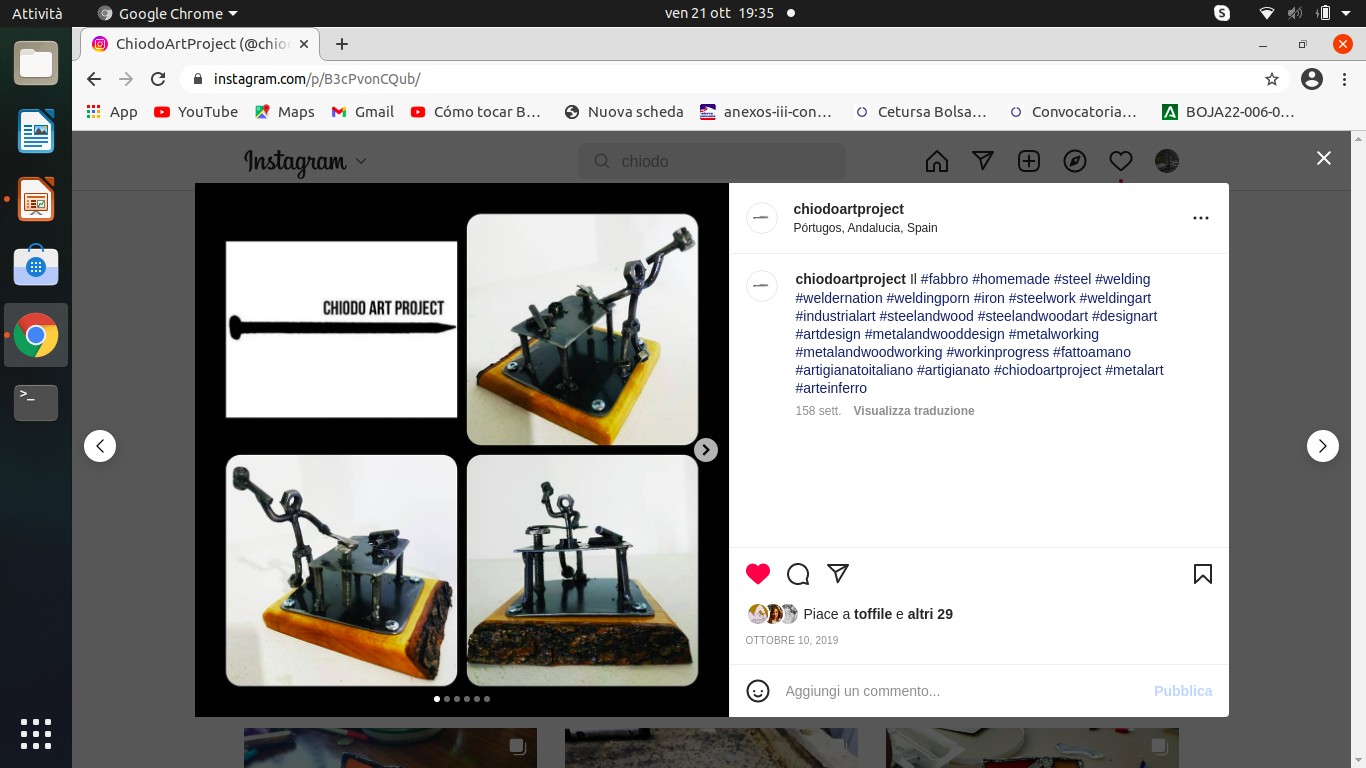 Attività
Google Chrome
ven 21 ott 19:35
S
ChiodoArtProject (@chio
instagram.com/p/B3cPvonCQub/
App
YouTube
Maps
Gmail
Cómo tocar B…
Nuova scheda
anexos-iii-con…
Cetursa Bolsa…
Convocatoria…
BOJA22-006-0…
Instagram
chiodo
CHIODO ART PROJECT
chiodoartproject
Pórtugos, Andalucia, Spain
chiodoartproject Il #fabbro #homemade #steel #welding
#weldernation #weldingporn #iron #steelwork #weldingart
#industrialart #steelandwood #steelandwoodart #designart
#artdesign #metalandwooddesign #metalworking
#metalandwoodworking #workinprogress #fattoamano
#artigianatoitaliano #artigianato #chiodoartproject #metalart
#arteinferro
158 sett. Visualizza traduzione
Piace a toffile e altri 29
OTTOBRE 10, 2019
Aggiungi un commento...
Pubblica